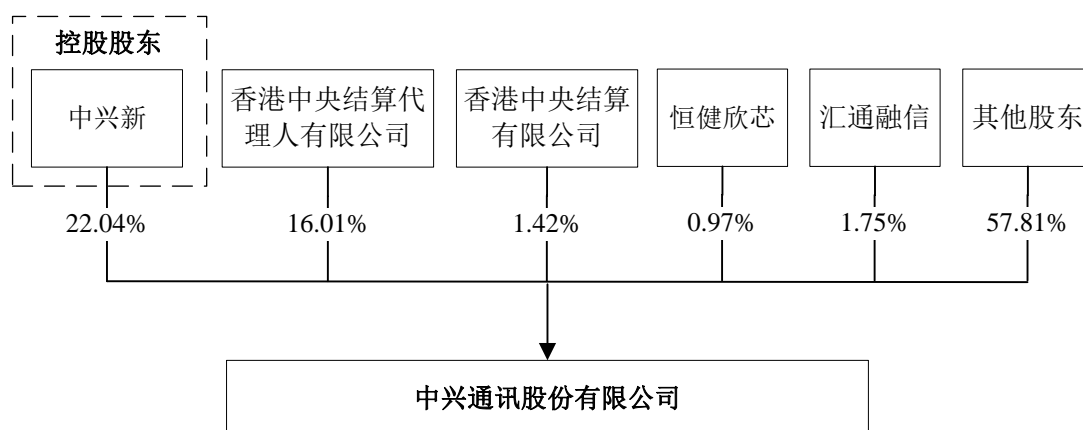 控股股东
中兴新
香港中央结算代
理人有限公司
香港中央结算
有限公司
恒健欣芯
汇通融信
其他股东
22.04%
16.01%
1.42%
0.97%
1.75%
57.81%
中兴通讯股份有限公司